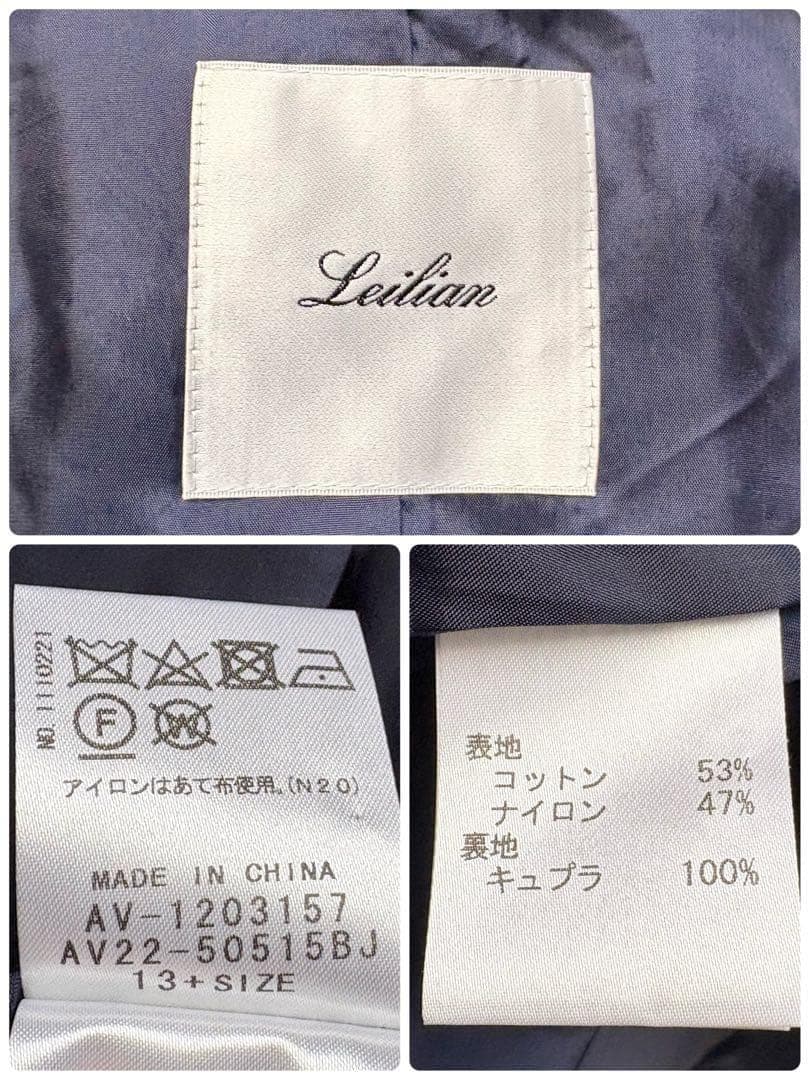 Leilian
NO.1110221
F
W
アイロンはあて布使用。(N20)
MADE IN CHINA
AV-1203157
AV22-50515BJ
13+SIZE
表地
コットン 53%
ナイロン 47%
裏地
キュプラ 100%